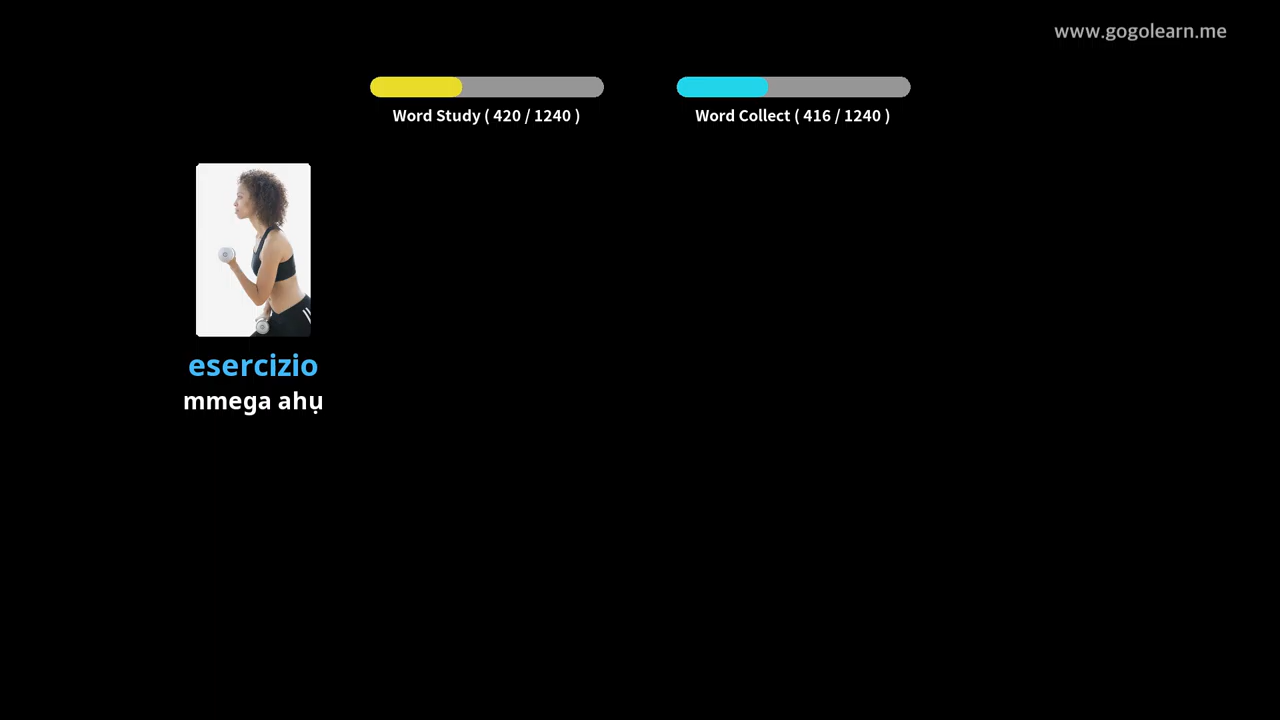 www.gogolearn.me
Word Study ( 420 / 1240 )
Word Collect ( 416 / 1240 )
esercizio
mmega ahụ